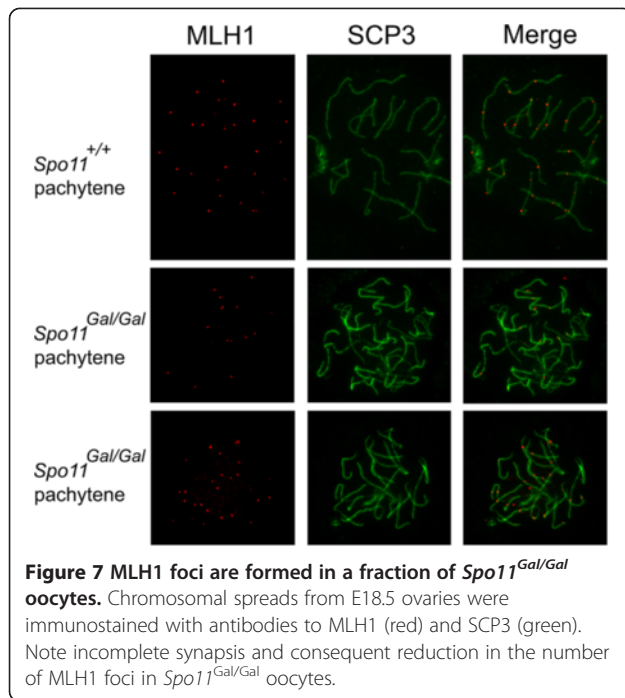 MLH1 SCP3 Merge
Spo11+/+
pachytene
Spo11Gal/Gal
pachytene
Spo11Gal/Gal
pachytene
Figure 7 MLH1 foci are formed in a fraction of Spo11Gal/Gal
oocytes. Chromosomal spreads from E18.5 ovaries were
immunostained with antibodies to MLH1 (red) and SCP3 (green).
Note incomplete synapsis and consequent reduction in the number
of MLH1 foci in Spo11Gal/Gal oocytes.